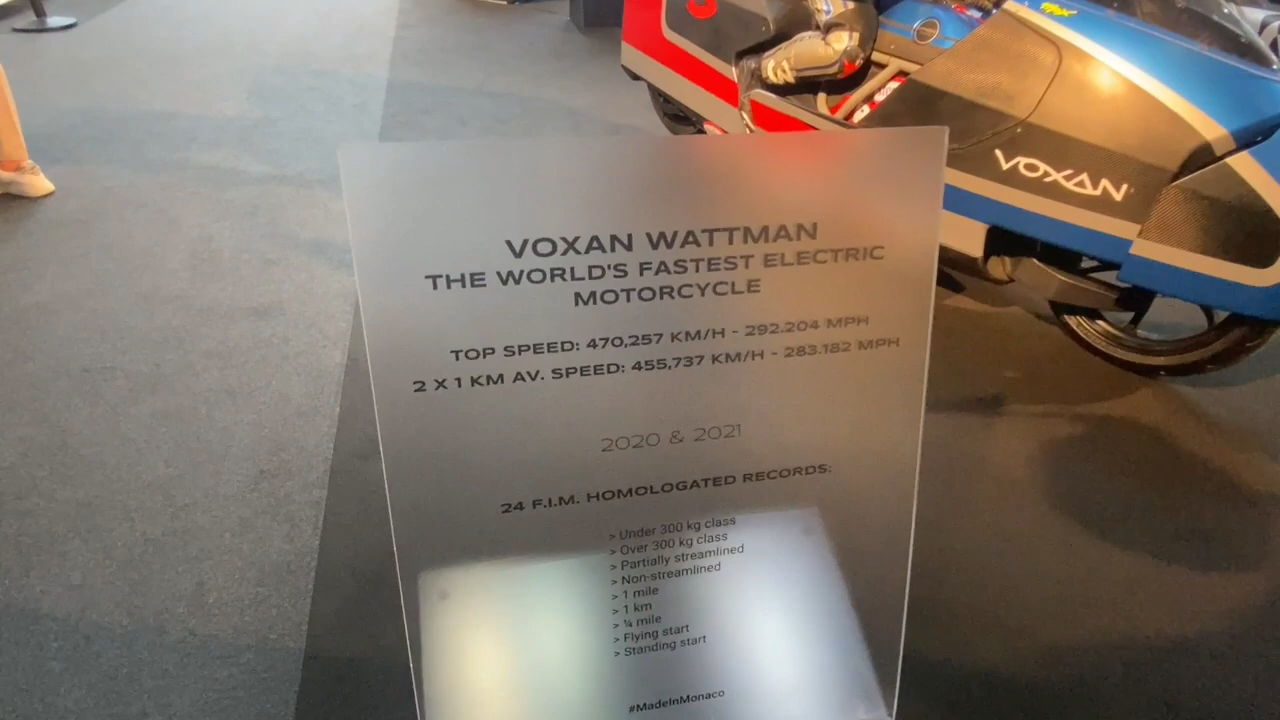 VOXAN
VOXAN WATTMAN
THE WORLD'S FASTEST ELECTRIC
MOTORCYCLE
TOP SPEED: 470,257 KM/H - 292.204 MPH
2 X 1 KM AV. SPEED: 455,737 KM/H - 283.182 MPH
2020 & 2021
24 F.I.M. HOMOLOGATED RECORDS:
> Under 300 kg class
> Over 300 kg class
> Partially streamlined
> Non-streamlined
> 1 mile
> 1 km
> ¼ mile
> Flying start
> Standing start
#MadeInMonaco